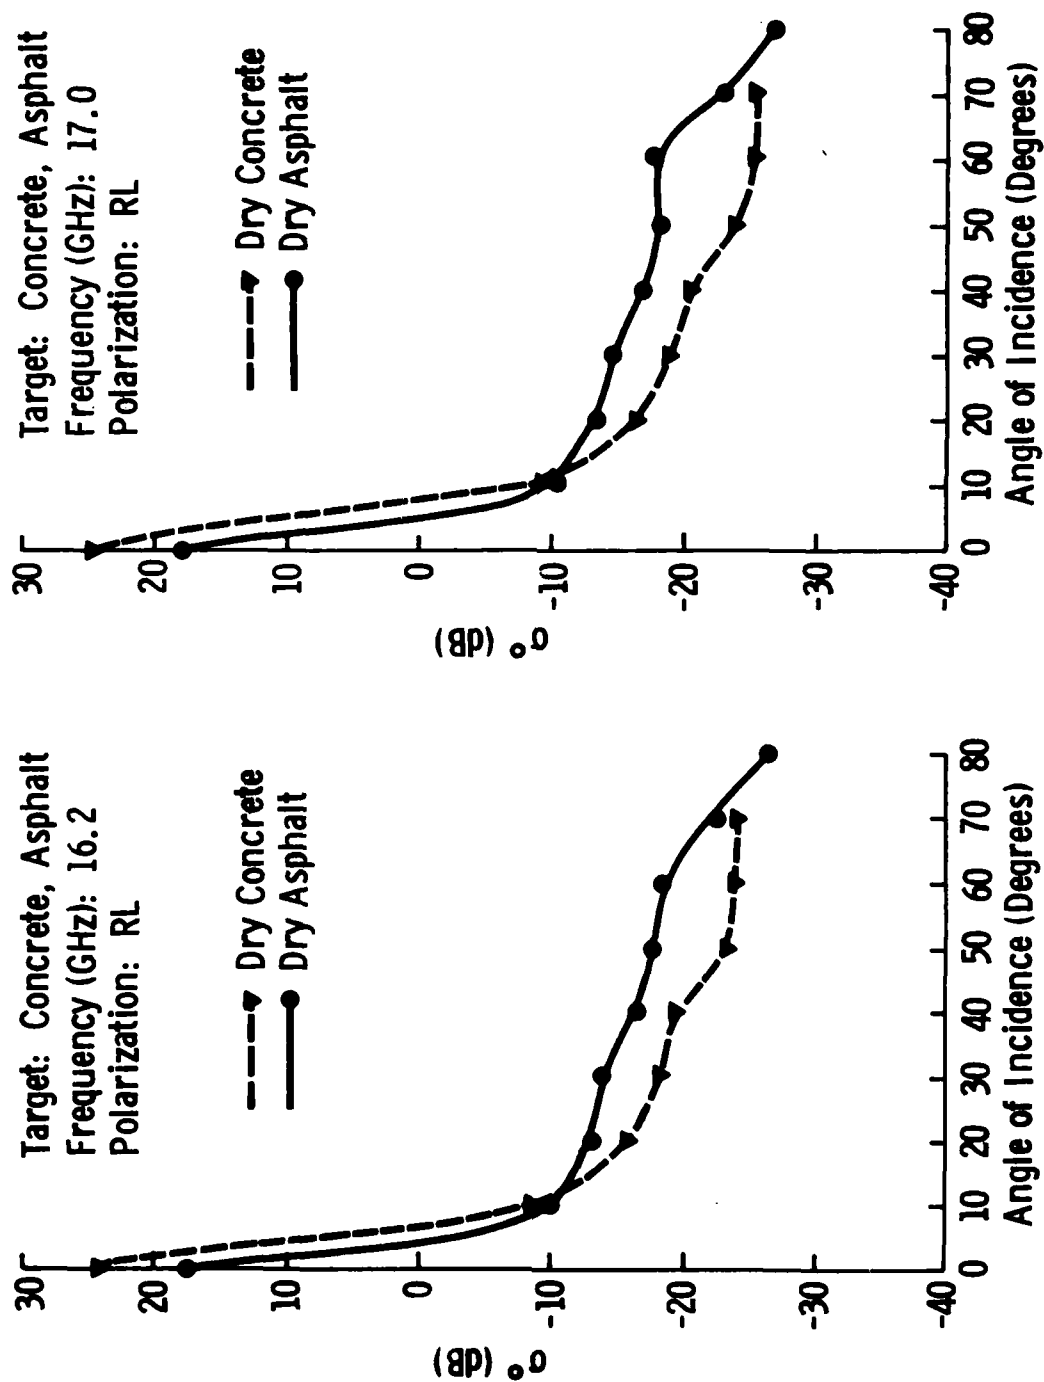 Target: Concrete, Asphalt
Frequency (GHz): 16.2
Polarization: RL
Dry Concrete
Dry Asphalt
30
20
10
0
-10
-20
-30
-40
σ° (dB)
0 10 20 30 40 50 60 70 80
Angle of Incidence (Degrees)
Target: Concrete, Asphalt
Frequency (GHz): 17.0
Polarization: RL
Dry Concrete
Dry Asphalt
30
20
10
0
-10
-20
-30
-40
σ° (dB)
0 10 20 30 40 50 60 70 80
Angle of Incidence (Degrees)